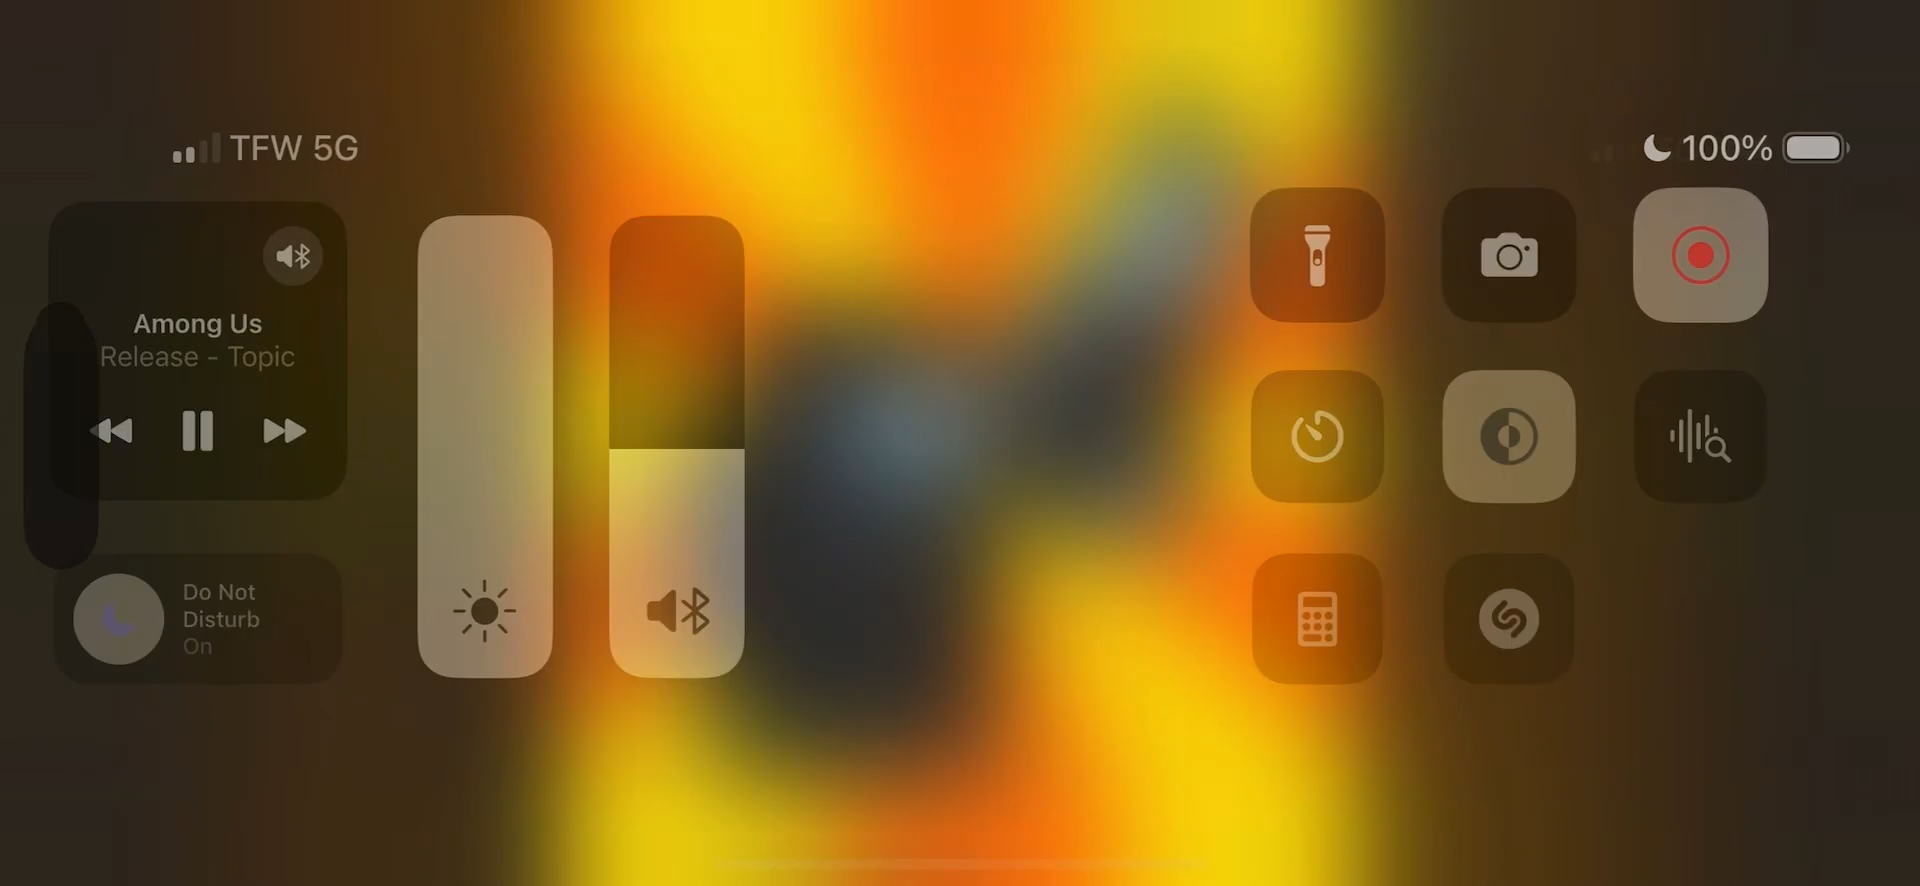 TFW 5G
100%
Among Us
Release - Topic
Do Not
Disturb
On